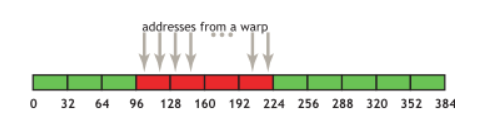 addresses from a warp
0 32 64 96 128 160 192 224 256 288 320 352 384